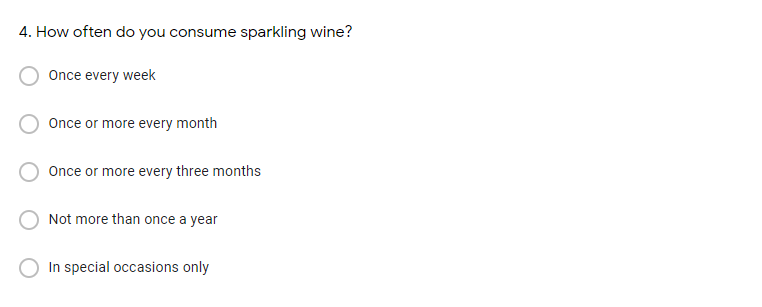 4. How often do you consume sparkling wine?
Once every week
Once or more every month
Once or more every three months
Not more than once a year
In special occasions only